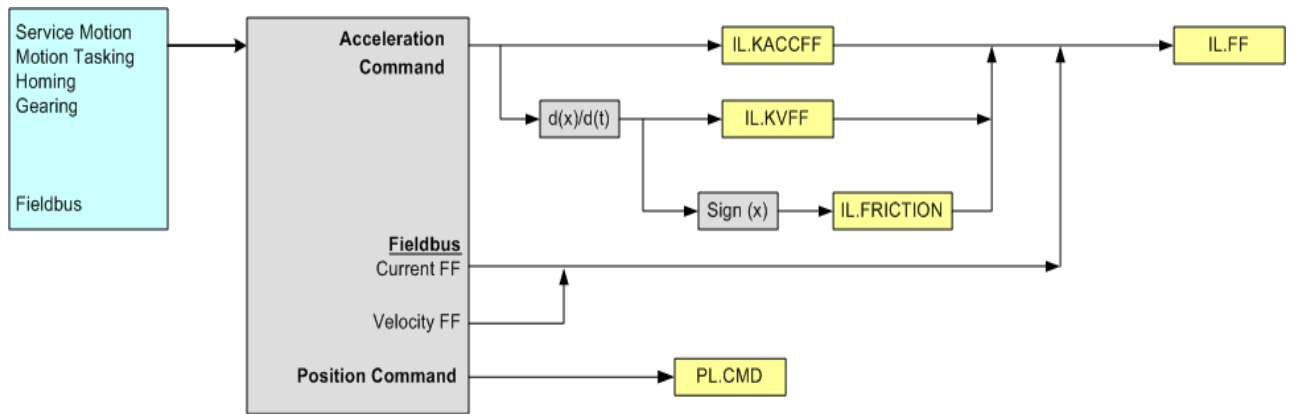 Service Motion
Motion Tasking
Homing
Gearing
Fieldbus
Acceleration
Command
Fieldbus
Current FF
Velocity FF
Position Command
IL.KACCFF
IL.FF
d(x)/d(t)
IL.KVFF
Sign (x)
IL.FRICTION
PL.CMD